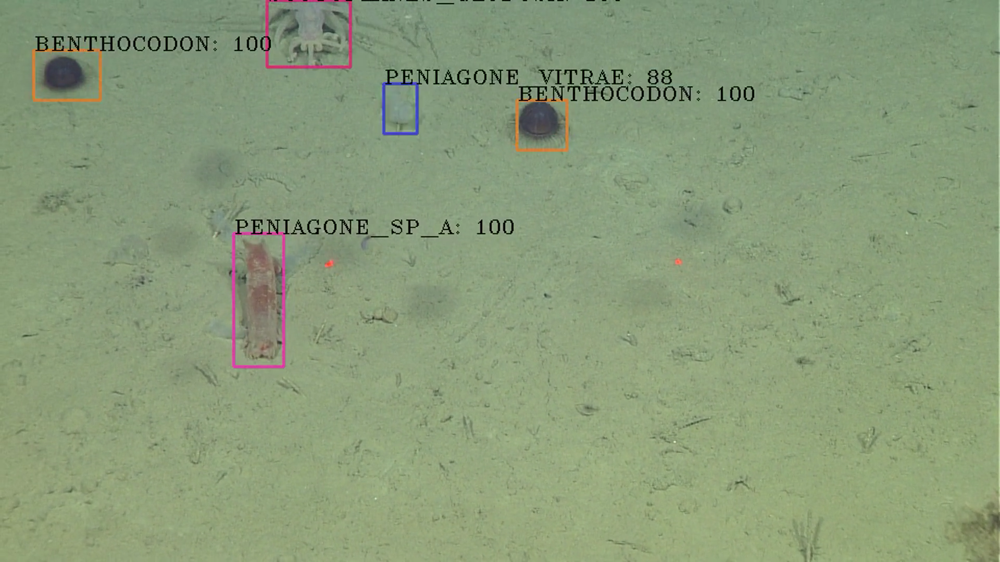 BENTHOCODON: 100
PENIAGONE_VITRAE: 88
BENTHOCODON: 100
PENIAGONE_SP_A: 100